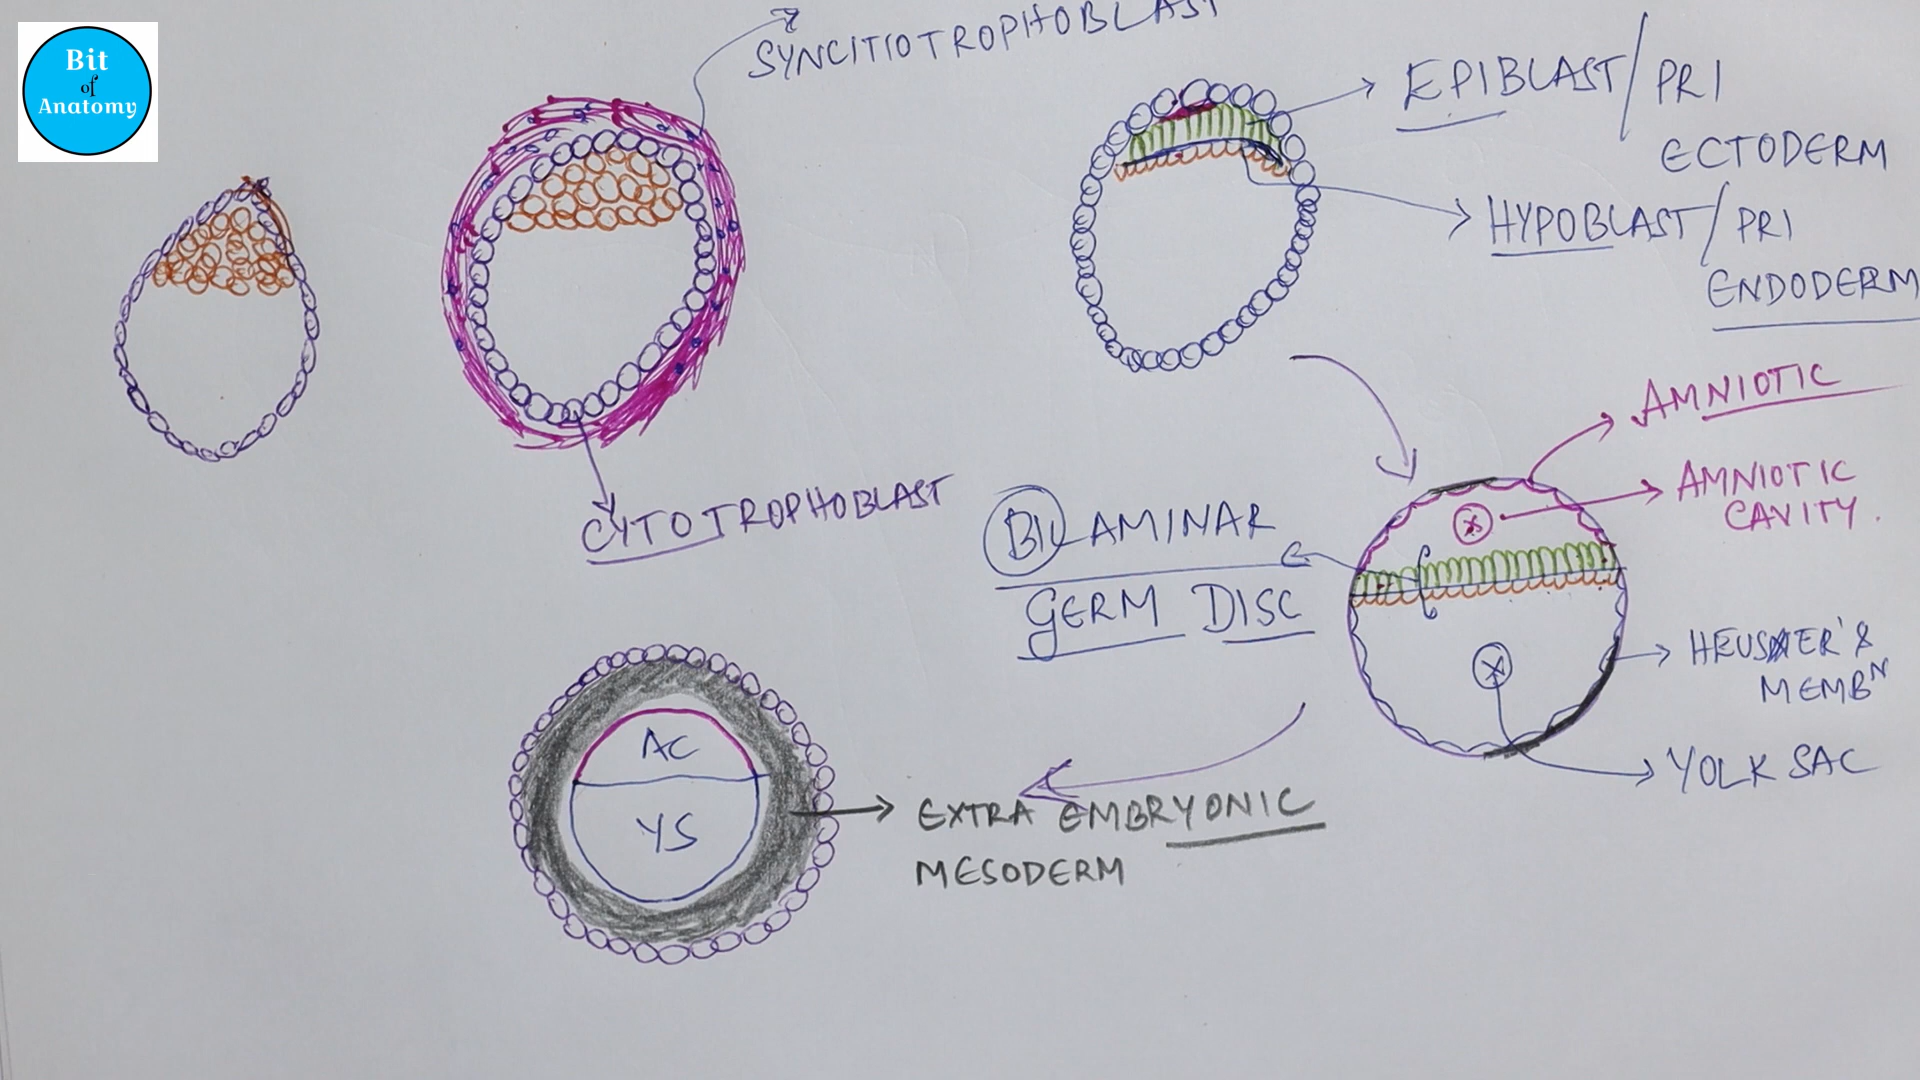 Bit
of
Anatomy
SYNCITIOTROPHOBLAST
EPIBLAST/PRI
ECTODERM
HYPOBLAST/PRI
ENDODERM
AMNIOTIC
AMNIOTIC
CAVITY.
CYTOTROPHOBLAST
BILAMINAR
GERM DISC
MEMBN
YOLK SAC
AC
YS
EXTRA EMBRYONIC
MESODERM